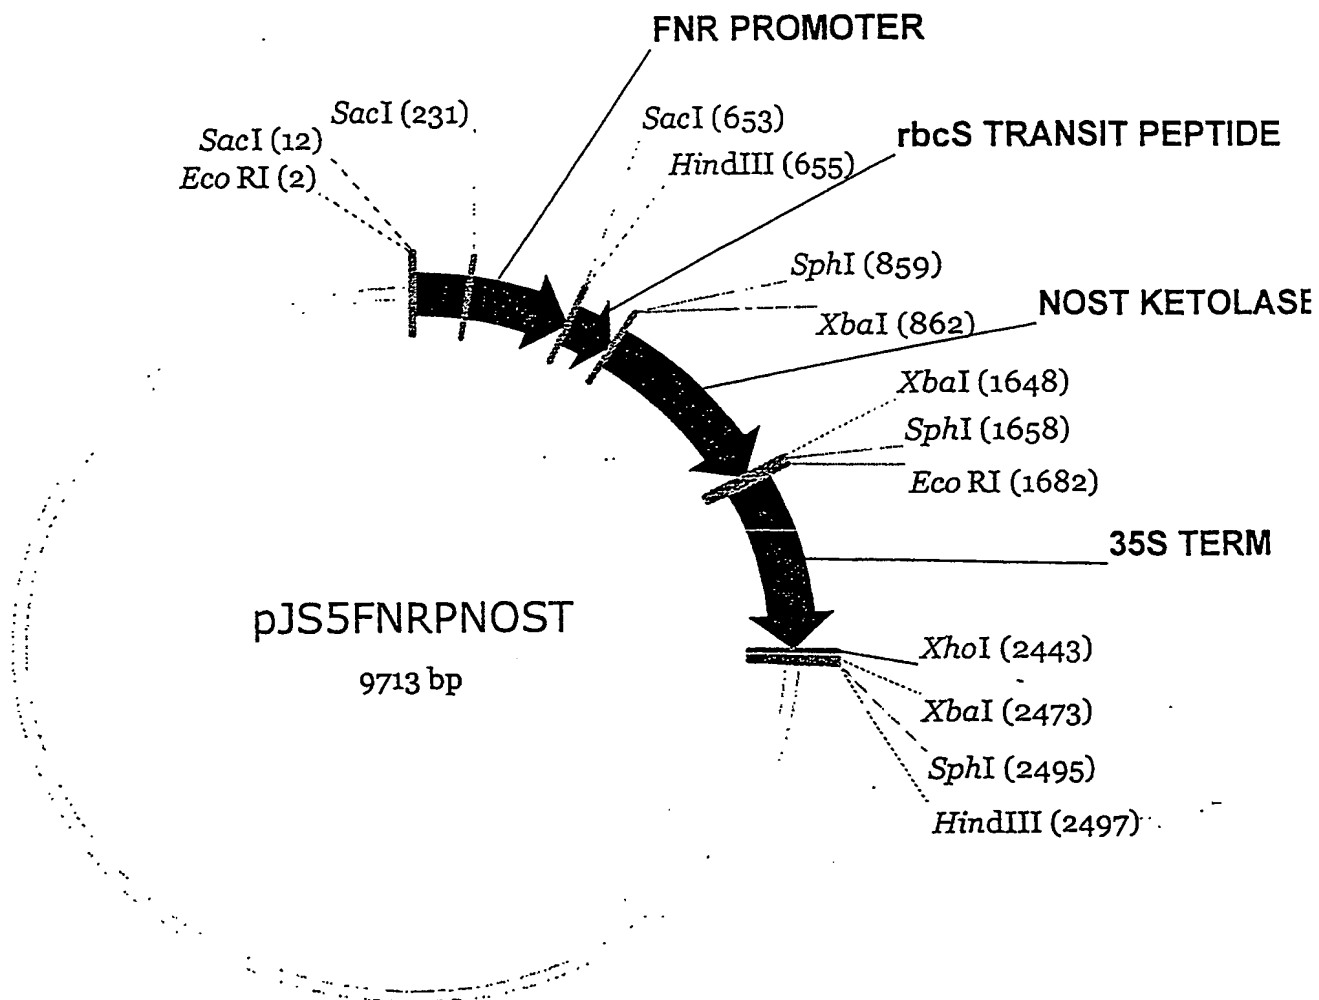 FNR PROMOTER
SacI (231)
SacI (653)
SacI (12)
rbcS TRANSIT PEPTIDE
HindIII (655)
Eco RI (2)
SphI (859)
NOST KETOLASE
XbaI (862)
XbaI (1648)
SphI (1658)
Eco RI (1682)
35S TERM
pJS5FNRPNOST
9713 bp
XhoI (2443)
XbaI (2473)
SphI (2495)
HindIII (2497)